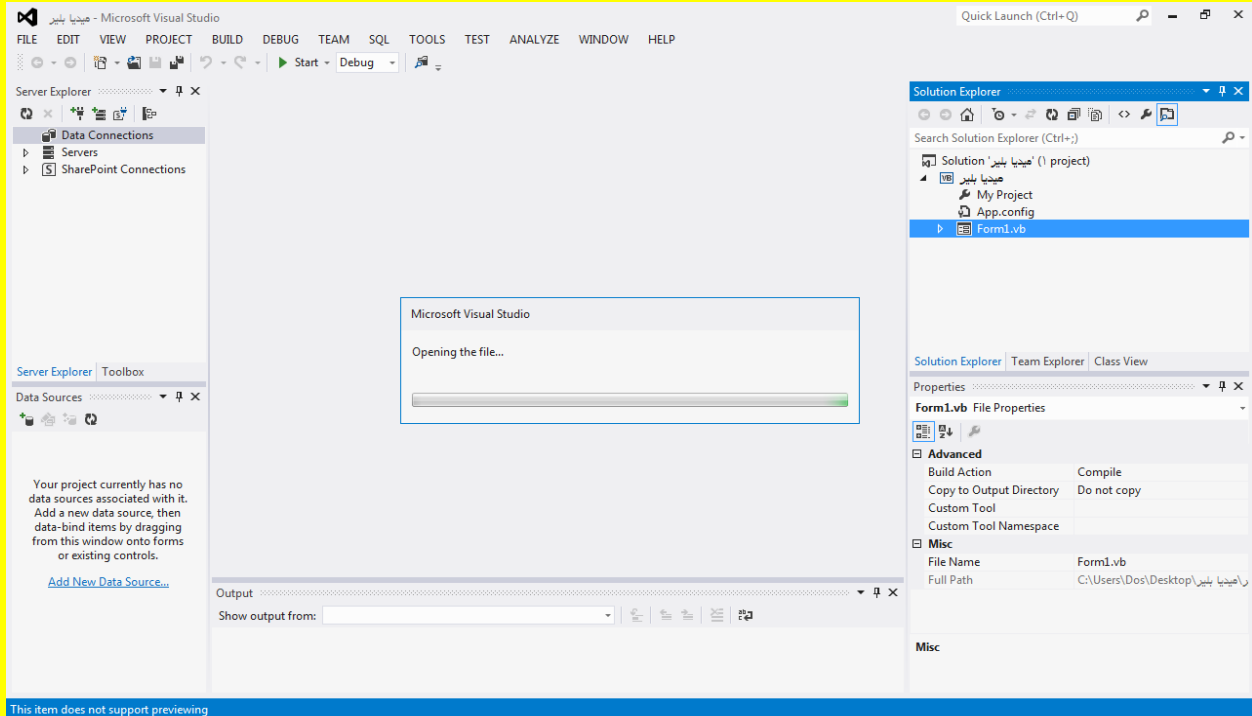 ميديا بلير - Microsoft Visual Studio
Quick Launch (Ctrl+Q)
FILE EDIT VIEW PROJECT BUILD DEBUG TEAM SQL TOOLS TEST ANALYZE WINDOW HELP
Start Debug
Server Explorer
Data Connections
Servers
SharePoint Connections
Server Explorer Toolbox
Data Sources
Your project currently has no
data sources associated with it.
Add a new data source, then
data-bind items by dragging
from this window onto forms
or existing controls.
Add New Data Source...
Microsoft Visual Studio
Opening the file...
Output
Show output from:
Solution Explorer
Search Solution Explorer (Ctrl+;)
Solution 'ميديا بلير' (١ project)
ميديا بلير
My Project
App.config
Form1.vb
Solution Explorer Team Explorer Class View
Properties
Form1.vb File Properties
Advanced
Build Action Compile
Copy to Output Directory Do not copy
Custom Tool
Custom Tool Namespace
Misc
File Name Form1.vb
Full Path C:\Users\Dos\Desktop\ميديا بلير\
Misc
This item does not support previewing